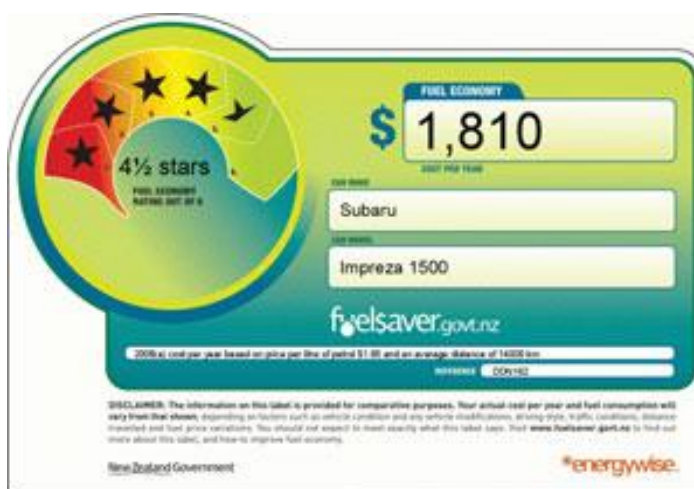 4½ stars
FUEL ECONOMY
RATING OUT OF 6
FUEL ECONOMY
$ 1,810
COST PER YEAR
CAR MAKE
Subaru
CAR MODEL
Impreza 1500
fuelsaver.govt.nz
cost per year based on price per litre of petrol $1.65 and an average distance of 14000 km
REFERENCE
DISCLAIMER: The information on this label is provided for comparative purposes. Your actual cost per year and fuel consumption will
vary from that shown, depending on factors such as vehicle condition and any vehicle modifications, driving style, traffic conditions, distance
travelled and fuel price variations. You should not expect to meet exactly what this label says. Visit www.fuelsaver.govt.nz to find out
more about this label, and how to improve fuel economy.
New Zealand Government
energywise.